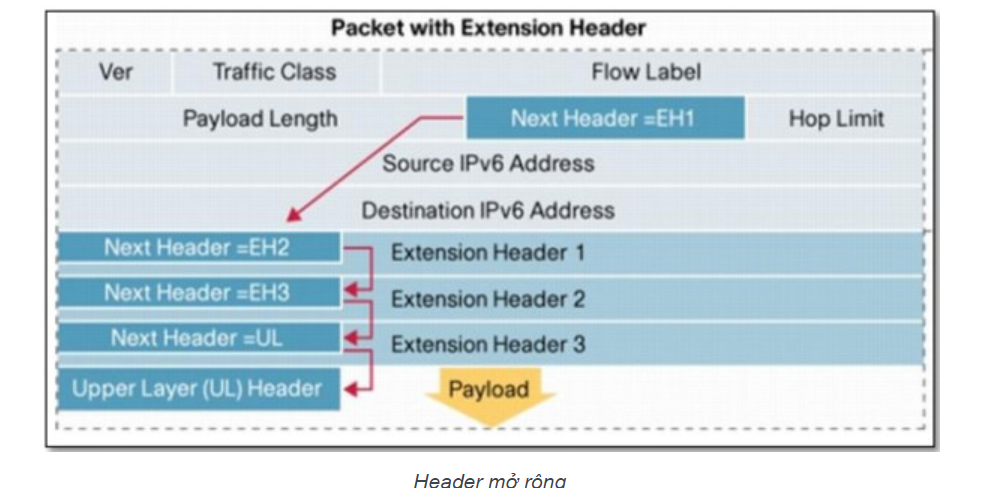 Packet with Extension Header
Ver Traffic Class Flow Label
Payload Length Next Header =EH1 Hop Limit
Source IPv6 Address
Destination IPv6 Address
Next Header =EH2 Extension Header 1
Next Header =EH3 Extension Header 2
Next Header =UL Extension Header 3
Upper Layer (UL) Header Payload
Header mở rộng